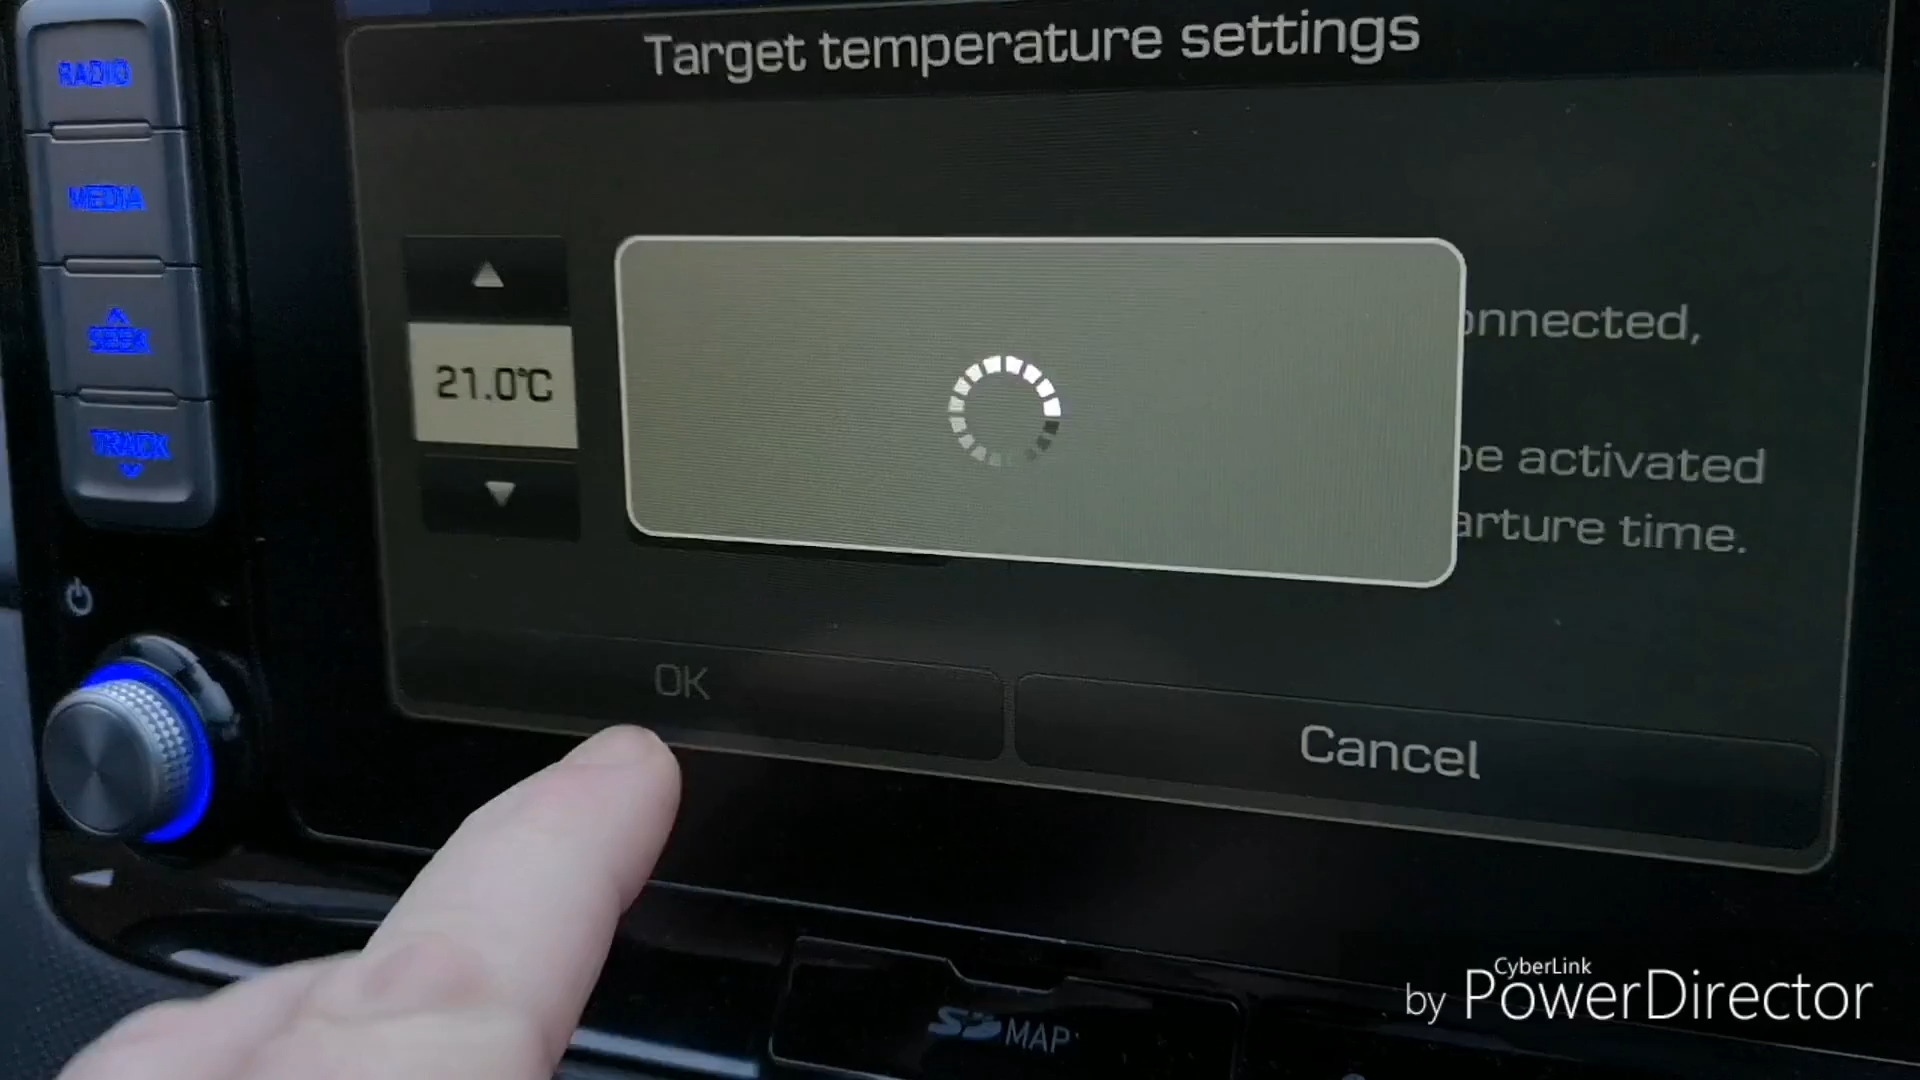 Target temperature settings
RADIO
MEDIA
SEEK
TRACK
21.0°C
onnected,
be activated
arture time.
OK
Cancel
SD MAP
CyberLink
by PowerDirector